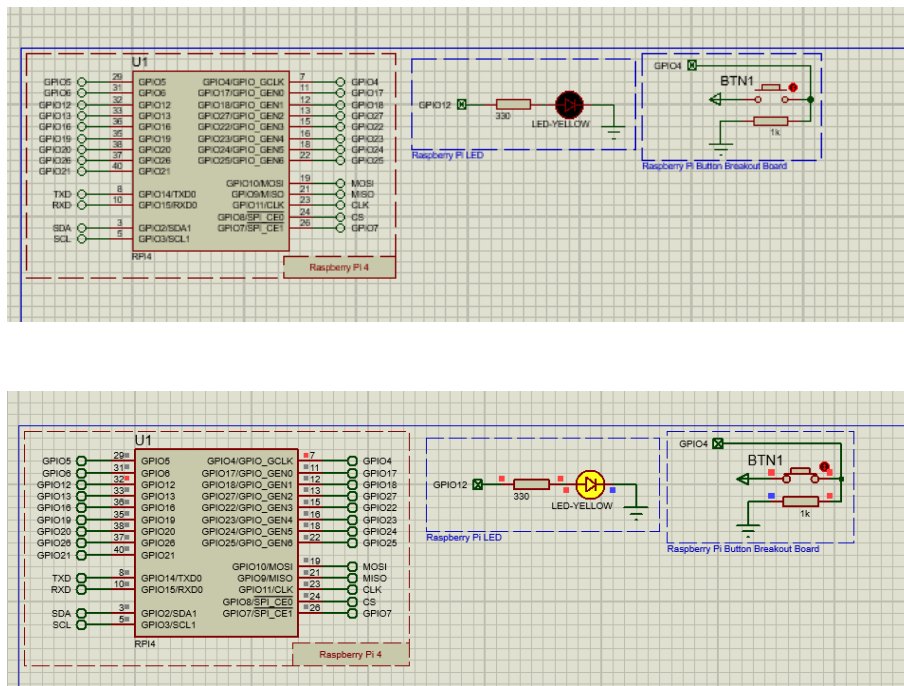 U1
GPIO5 29 GPIO5 GPIO4/GPIO_GCLK 7 GPIO4
GPIO6 31 GPIO6 GPIO17/GPIO_GEN0 11 GPIO17
GPIO12 32 GPIO12 GPIO18/GPIO_GEN1 12 GPIO18
GPIO13 33 GPIO13 GPIO27/GPIO_GEN2 13 GPIO27
GPIO16 36 GPIO16 GPIO22/GPIO_GEN3 15 GPIO22
GPIO19 35 GPIO19 GPIO23/GPIO_GEN4 16 GPIO23
GPIO20 38 GPIO20 GPIO24/GPIO_GEN5 18 GPIO24
GPIO26 37 GPIO26 GPIO25/GPIO_GEN6 22 GPIO25
GPIO21 40 GPIO21
GPIO10/MOSI 19 MOSI
TXD 8 GPIO14/TXD0 GPIO9/MISO 21 MISO
RXD 10 GPIO15/RXD0 GPIO11/CLK 23 CLK
GPIO8/SPI_CE0 24 CS
SDA 3 GPIO2/SDA1 GPIO7/SPI_CE1 26 GPIO7
SCL 5 GPIO3/SCL1
RPI4
Raspberry Pi 4
GPIO12
330
LED-YELLOW
Raspberry Pi LED
GPIO4
BTN1
1k
Raspberry Pi Button Breakout Board
U1
GPIO5 29 GPIO5 GPIO4/GPIO_GCLK 7 GPIO4
GPIO6 31 GPIO6 GPIO17/GPIO_GEN0 11 GPIO17
GPIO12 32 GPIO12 GPIO18/GPIO_GEN1 12 GPIO18
GPIO13 33 GPIO13 GPIO27/GPIO_GEN2 13 GPIO27
GPIO16 36 GPIO16 GPIO22/GPIO_GEN3 15 GPIO22
GPIO19 35 GPIO19 GPIO23/GPIO_GEN4 16 GPIO23
GPIO20 38 GPIO20 GPIO24/GPIO_GEN5 18 GPIO24
GPIO26 37 GPIO26 GPIO25/GPIO_GEN6 22 GPIO25
GPIO21 40 GPIO21
GPIO10/MOSI 19 MOSI
TXD 8 GPIO14/TXD0 GPIO9/MISO 21 MISO
RXD 10 GPIO15/RXD0 GPIO11/CLK 23 CLK
GPIO8/SPI_CE0 24 CS
SDA 3 GPIO2/SDA1 GPIO7/SPI_CE1 26 GPIO7
SCL 5 GPIO3/SCL1
RPI4
Raspberry Pi 4
GPIO12
330
LED-YELLOW
Raspberry Pi LED
GPIO4
BTN1
1k
Raspberry Pi Button Breakout Board